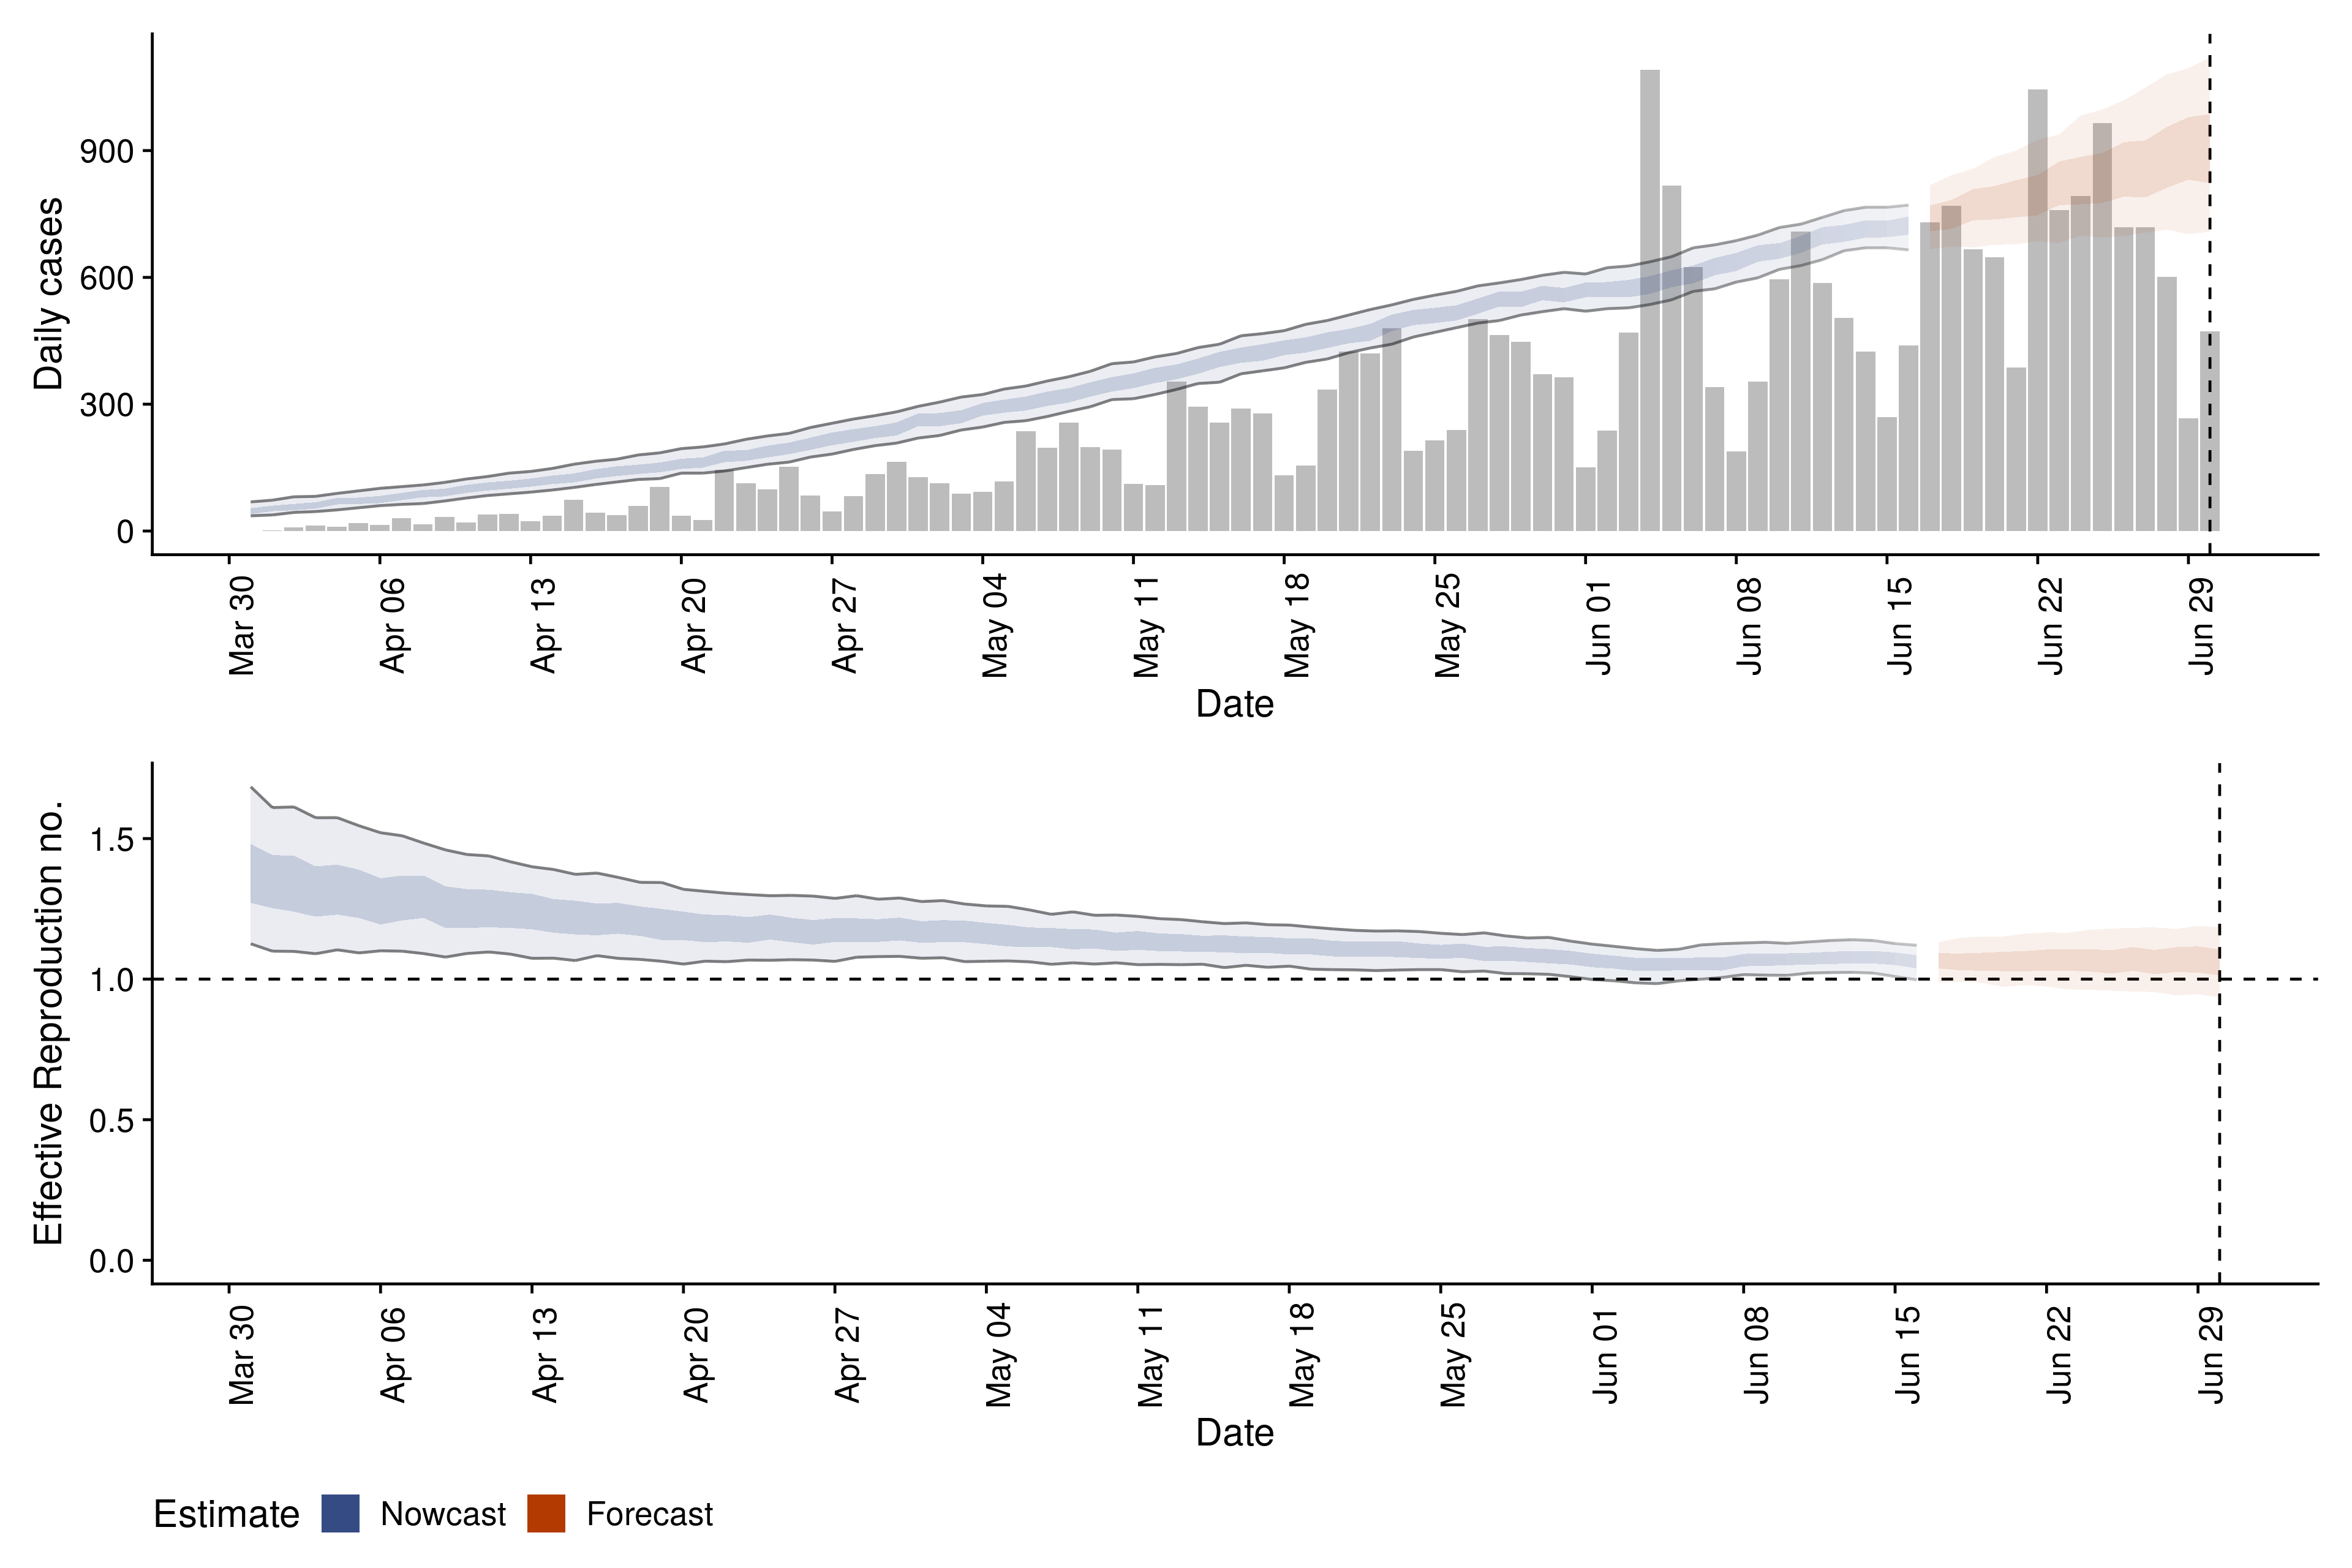 Daily cases
900
600
300
0
Mar 30
Apr 06
Apr 13
Apr 20
Apr 27
May 04
May 11
May 18
May 25
Jun 01
Jun 08
Jun 15
Jun 22
Jun 29
Date
Effective Reproduction no.
1.5
1.0
0.5
0.0
Mar 30
Apr 06
Apr 13
Apr 20
Apr 27
May 04
May 11
May 18
May 25
Jun 01
Jun 08
Jun 15
Jun 22
Jun 29
Date
Estimate Nowcast Forecast